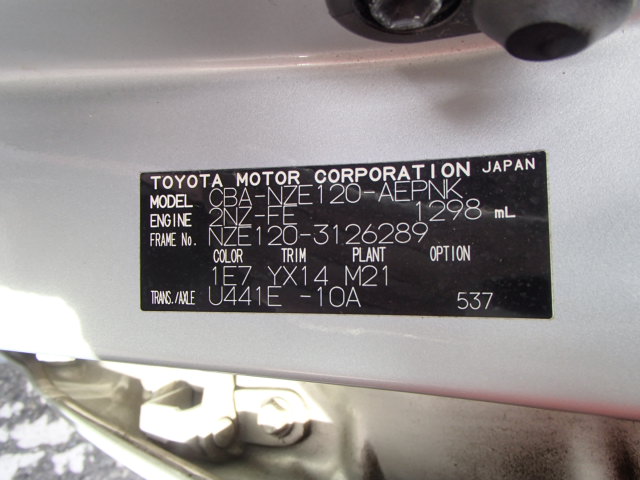 TOYOTA MOTOR CORPORATION JAPAN
MODEL CBA-NZE120-AEPNK
ENGINE 2NZ-FE 1298 mL
FRAME No. NZE120-3126289
COLOR TRIM PLANT OPTION
1E7 YX14 M21
TRANS./AXLE U441E -10A 537